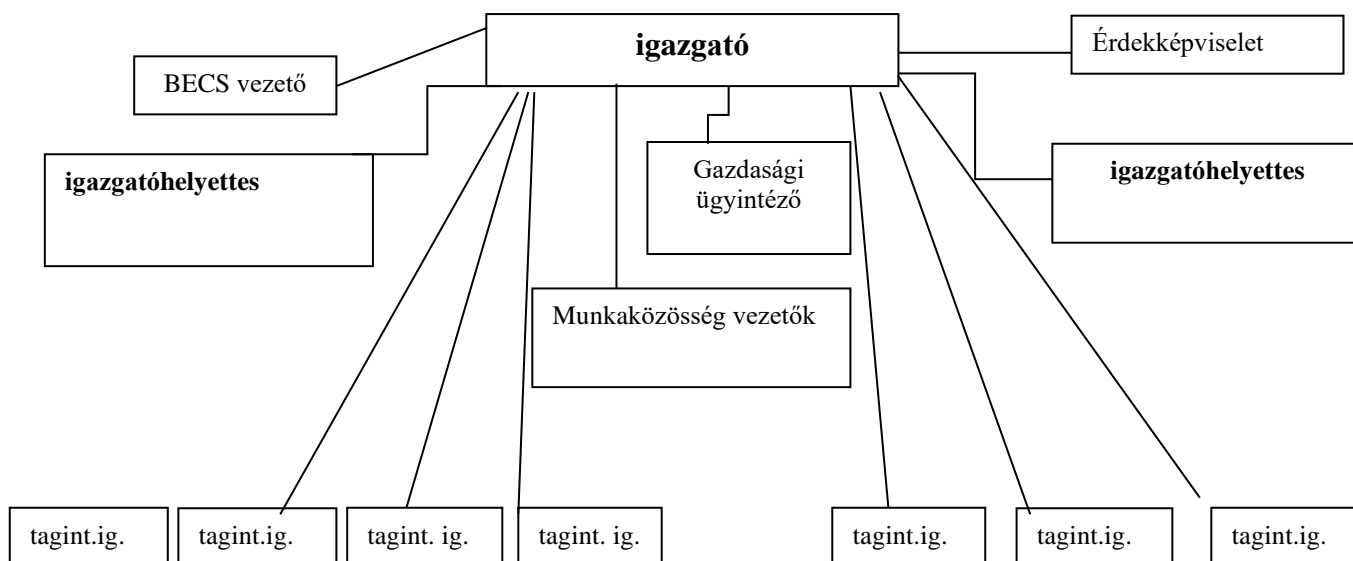 igazgató
Érdekképviselet
BECS vezető
igazgatóhelyettes
Gazdasági
ügyintéző
igazgatóhelyettes
Munkaközösség vezetők
tagint.ig.
tagint.ig.
tagint. ig.
tagint. ig.
tagint.ig.
tagint.ig.
tagint.ig.